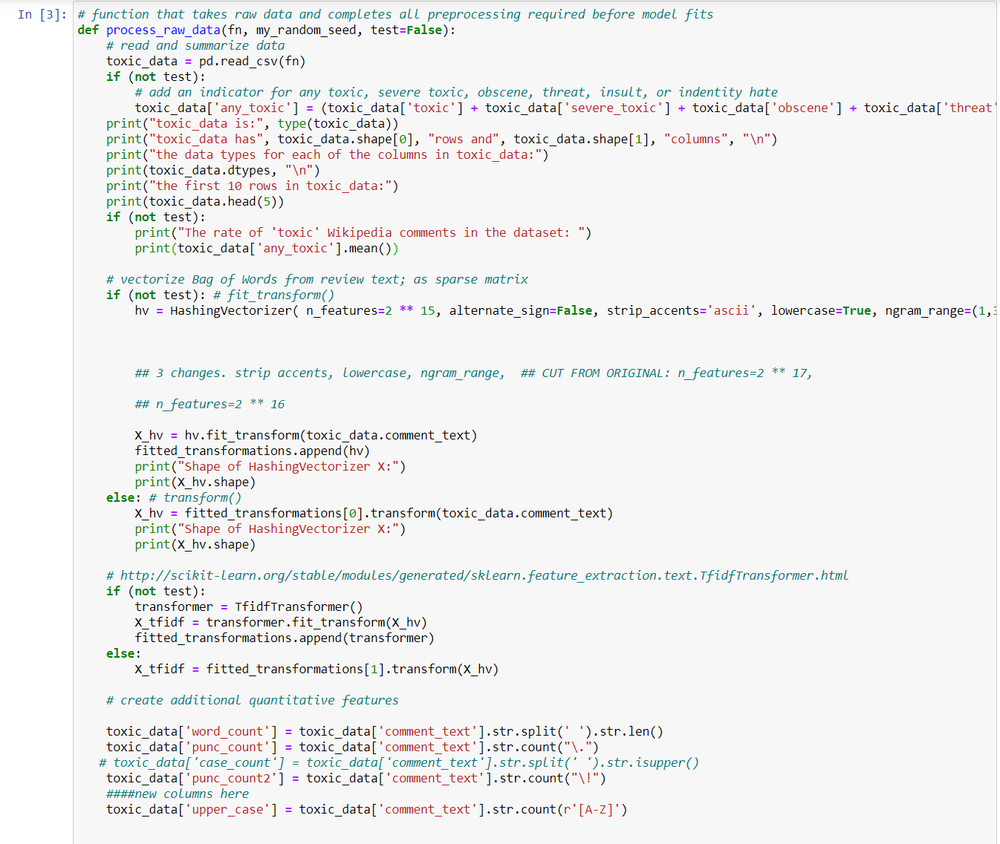 In [3]: # function that takes raw data and completes all preprocessing required before model fits
def process_raw_data(fn, my_random_seed, test=False):
    # read and summarize data
    toxic_data = pd.read_csv(fn)
    if (not test):
        # add an indicator for any toxic, severe toxic, obscene, threat, insult, or indentity hate
        toxic_data['any_toxic'] = (toxic_data['toxic'] + toxic_data['severe_toxic'] + toxic_data['obscene'] + toxic_data['threat'
    print("toxic_data is:", type(toxic_data))
    print("toxic_data has", toxic_data.shape[0], "rows and", toxic_data.shape[1], "columns", "\n")
    print("the data types for each of the columns in toxic_data:")
    print(toxic_data.dtypes, "\n")
    print("the first 10 rows in toxic_data:")
    print(toxic_data.head(5))
    if (not test):
        print("The rate of 'toxic' Wikipedia comments in the dataset: ")
        print(toxic_data['any_toxic'].mean())
    # vectorize Bag of Words from review text; as sparse matrix
    if (not test): # fit_transform()
        hv = HashingVectorizer( n_features=2 ** 15, alternate_sign=False, strip_accents='ascii', lowercase=True, ngram_range=(1,
        ## 3 changes. strip accents, lowercase, ngram_range,  ## CUT FROM ORIGINAL: n_features=2 ** 17,
        ## n_features=2 ** 16
        X_hv = hv.fit_transform(toxic_data.comment_text)
        fitted_transformations.append(hv)
        print("Shape of HashingVectorizer X:")
        print(X_hv.shape)
    else: # transform()
        X_hv = fitted_transformations[0].transform(toxic_data.comment_text)
        print("Shape of HashingVectorizer X:")
        print(X_hv.shape)
    # http://scikit-learn.org/stable/modules/generated/sklearn.feature_extraction.text.TfidfTransformer.html
    if (not test):
        transformer = TfidfTransformer()
        X_tfidf = transformer.fit_transform(X_hv)
        fitted_transformations.append(transformer)
    else:
        X_tfidf = fitted_transformations[1].transform(X_hv)
    # create additional quantitative features
    toxic_data['word_count'] = toxic_data['comment_text'].str.split(' ').str.len()
    toxic_data['punc_count'] = toxic_data['comment_text'].str.count("\.")
   # toxic_data['case_count'] = toxic_data['comment_text'].str.split(' ').str.isupper()
    toxic_data['punc_count2'] = toxic_data['comment_text'].str.count("\!")
    ####new columns here
    toxic_data['upper_case'] = toxic_data['comment_text'].str.count(r'[A-Z]')